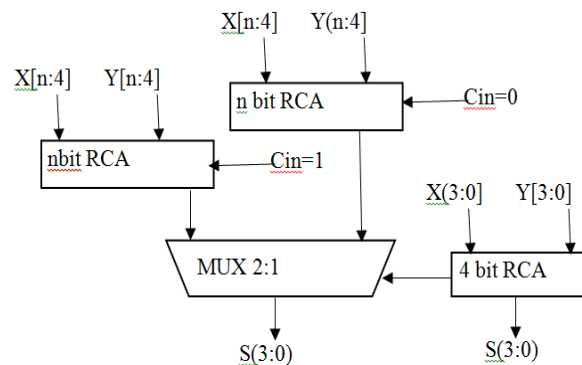 X[n:4] Y(n:4]
X[n:4] Y[n:4]
n bit RCA
Cin=0
nbit RCA
Cin=1
X(3:0] Y[3:0]
MUX 2:1
4 bit RCA
S(3:0)
S(3:0)